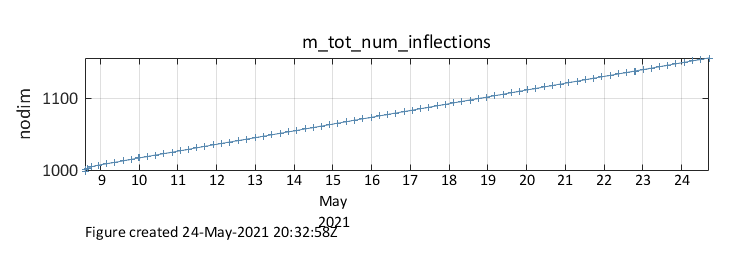 m_tot_num_inflections
nodim
1100
1000
9 10 11 12 13 14 15 16 17 18 19 20 21 22 23 24
May
2021
Figure created 24-May-2021 20:32:58Z